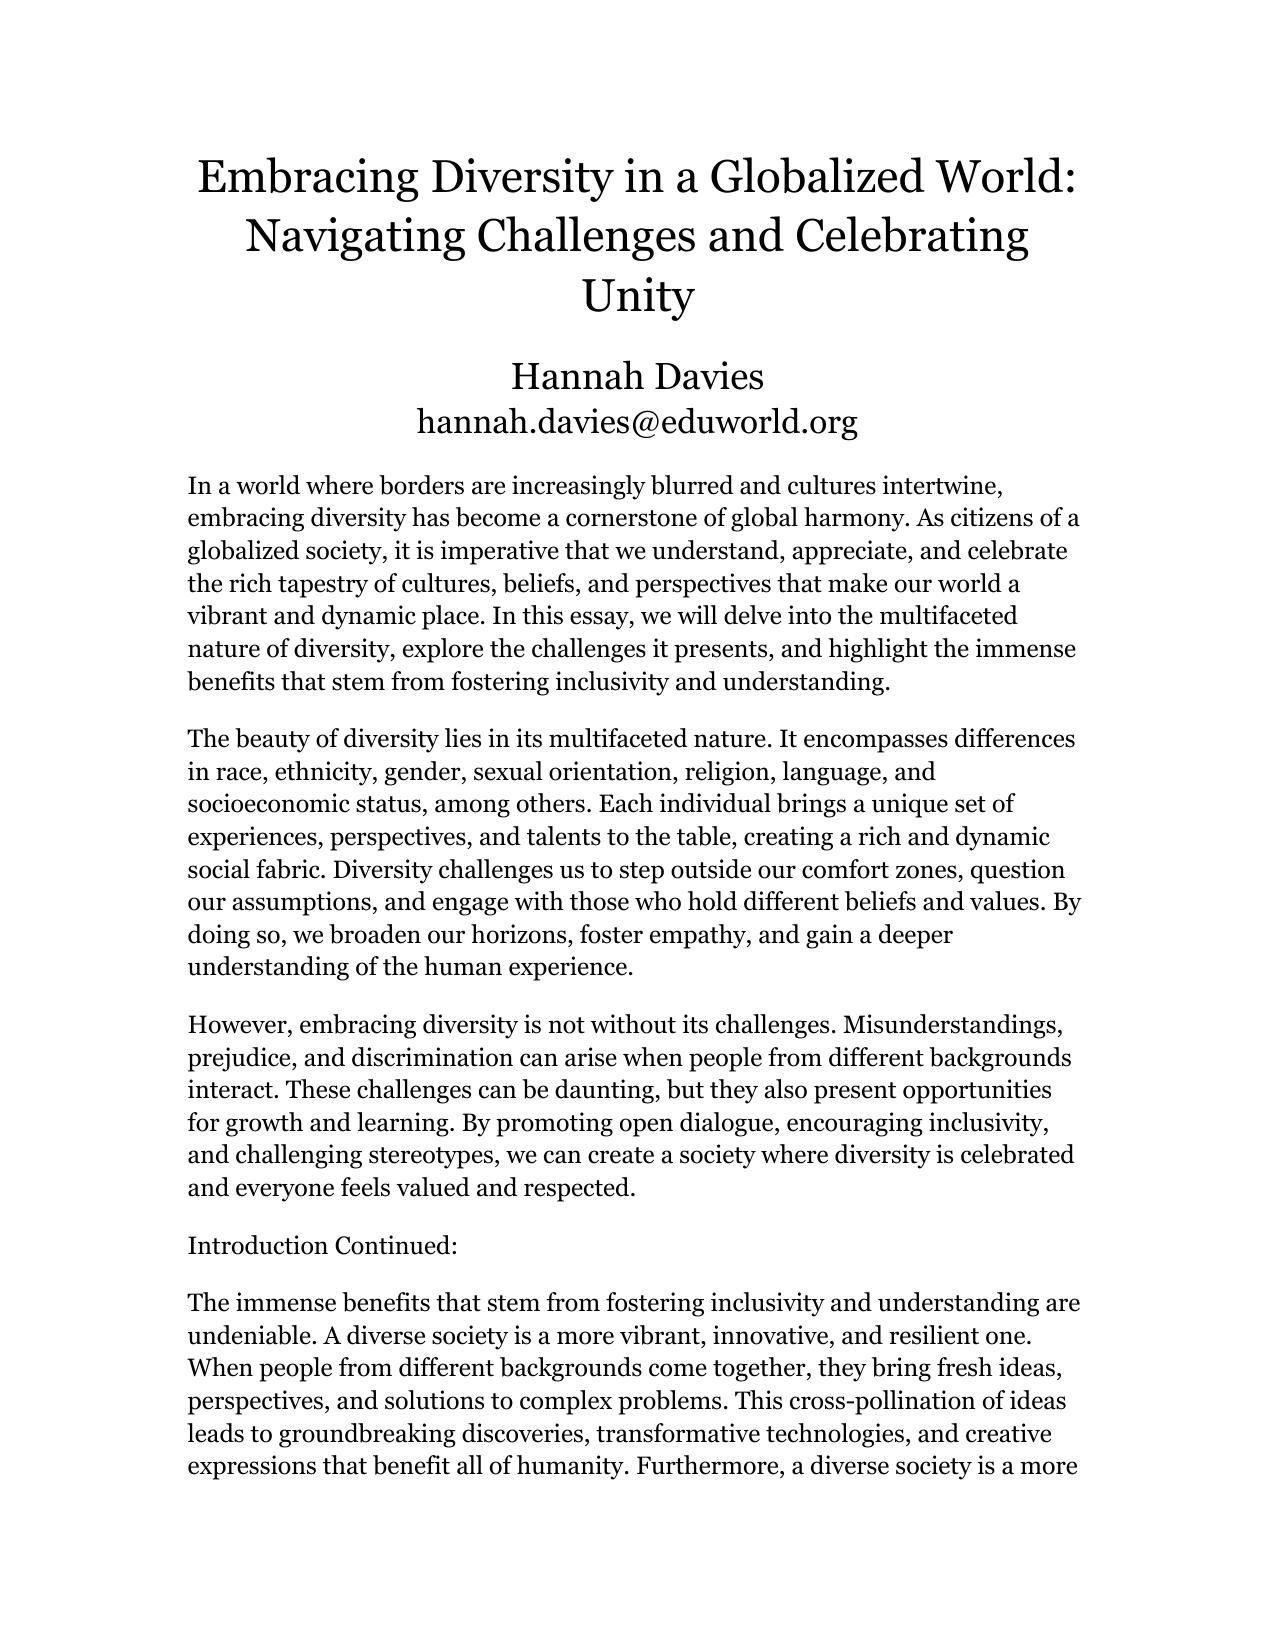 Embracing Diversity in a Globalized World:
Navigating Challenges and Celebrating
Unity
Hannah Davies
hannah.davies@eduworld.org
In a world where borders are increasingly blurred and cultures intertwine,
embracing diversity has become a cornerstone of global harmony. As citizens of a
globalized society, it is imperative that we understand, appreciate, and celebrate
the rich tapestry of cultures, beliefs, and perspectives that make our world a
vibrant and dynamic place. In this essay, we will delve into the multifaceted
nature of diversity, explore the challenges it presents, and highlight the immense
benefits that stem from fostering inclusivity and understanding.
The beauty of diversity lies in its multifaceted nature. It encompasses differences
in race, ethnicity, gender, sexual orientation, religion, language, and
socioeconomic status, among others. Each individual brings a unique set of
experiences, perspectives, and talents to the table, creating a rich and dynamic
social fabric. Diversity challenges us to step outside our comfort zones, question
our assumptions, and engage with those who hold different beliefs and values. By
doing so, we broaden our horizons, foster empathy, and gain a deeper
understanding of the human experience.
However, embracing diversity is not without its challenges. Misunderstandings,
prejudice, and discrimination can arise when people from different backgrounds
interact. These challenges can be daunting, but they also present opportunities
for growth and learning. By promoting open dialogue, encouraging inclusivity,
and challenging stereotypes, we can create a society where diversity is celebrated
and everyone feels valued and respected.
Introduction Continued:
The immense benefits that stem from fostering inclusivity and understanding are
undeniable. A diverse society is a more vibrant, innovative, and resilient one.
When people from different backgrounds come together, they bring fresh ideas,
perspectives, and solutions to complex problems. This cross-pollination of ideas
leads to groundbreaking discoveries, transformative technologies, and creative
expressions that benefit all of humanity. Furthermore, a diverse society is a more